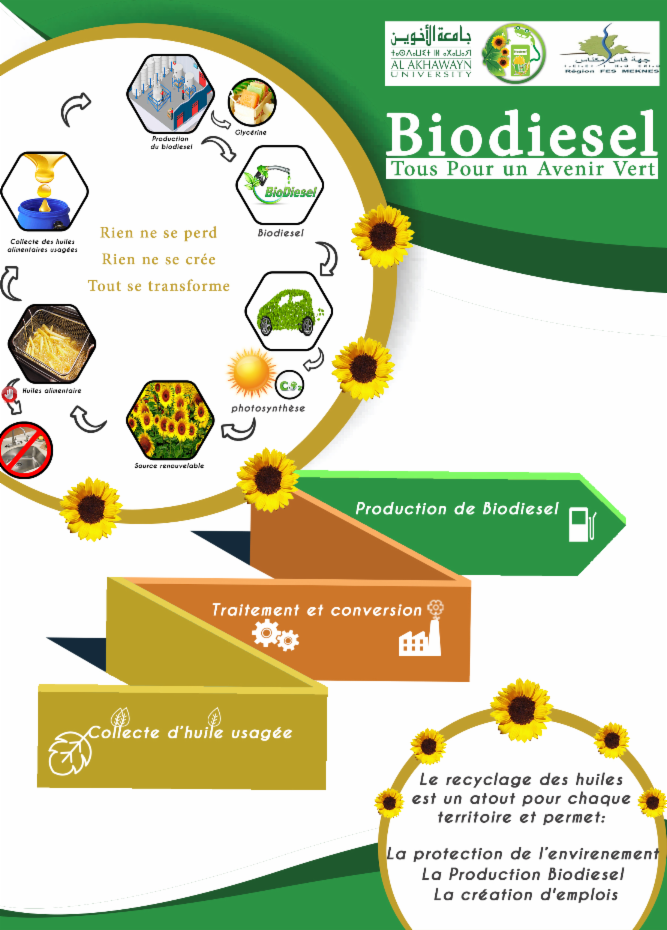 جامعة الأخوين
AL AKHAWAYN
UNIVERSITY
جهة فاس مكناس
Région FES MEKNES
Biodiesel
Tous Pour un Avenir Vert
Production
du biodiesel
Glycérine
BioDiesel
Biodiesel
Collecte des huiles
alimentaires usagées
Rien ne se perd
Rien ne se crée
Tout se transforme
Huiles alimentaire
CO2
photosynthèse
Source renouvelable
Production de Biodiesel
Traitement et conversion
Collecte d'huile usagée
Le recyclage des huiles
est un atout pour chaque
territoire et permet:
La protection de l'envirenement
La Production Biodiesel
La création d'emplois